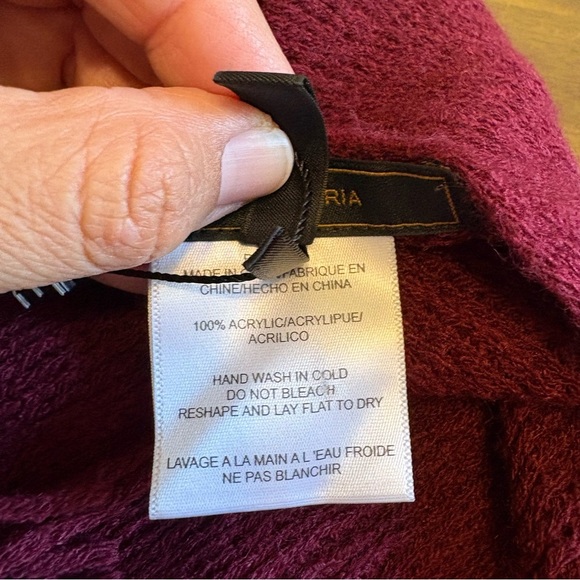 RIA
MADE IN FABRIQUE EN
CHINE/HECHO EN CHINA
100% ACRYLIC/ACRYLIPUE/
ACRILICO
HAND WASH IN COLD
DO NOT BLEACH
RESHAPE AND LAY FLAT TO DRY
LAVAGE A LA MAIN A L 'EAU FROIDE
NE PAS BLANCHIR